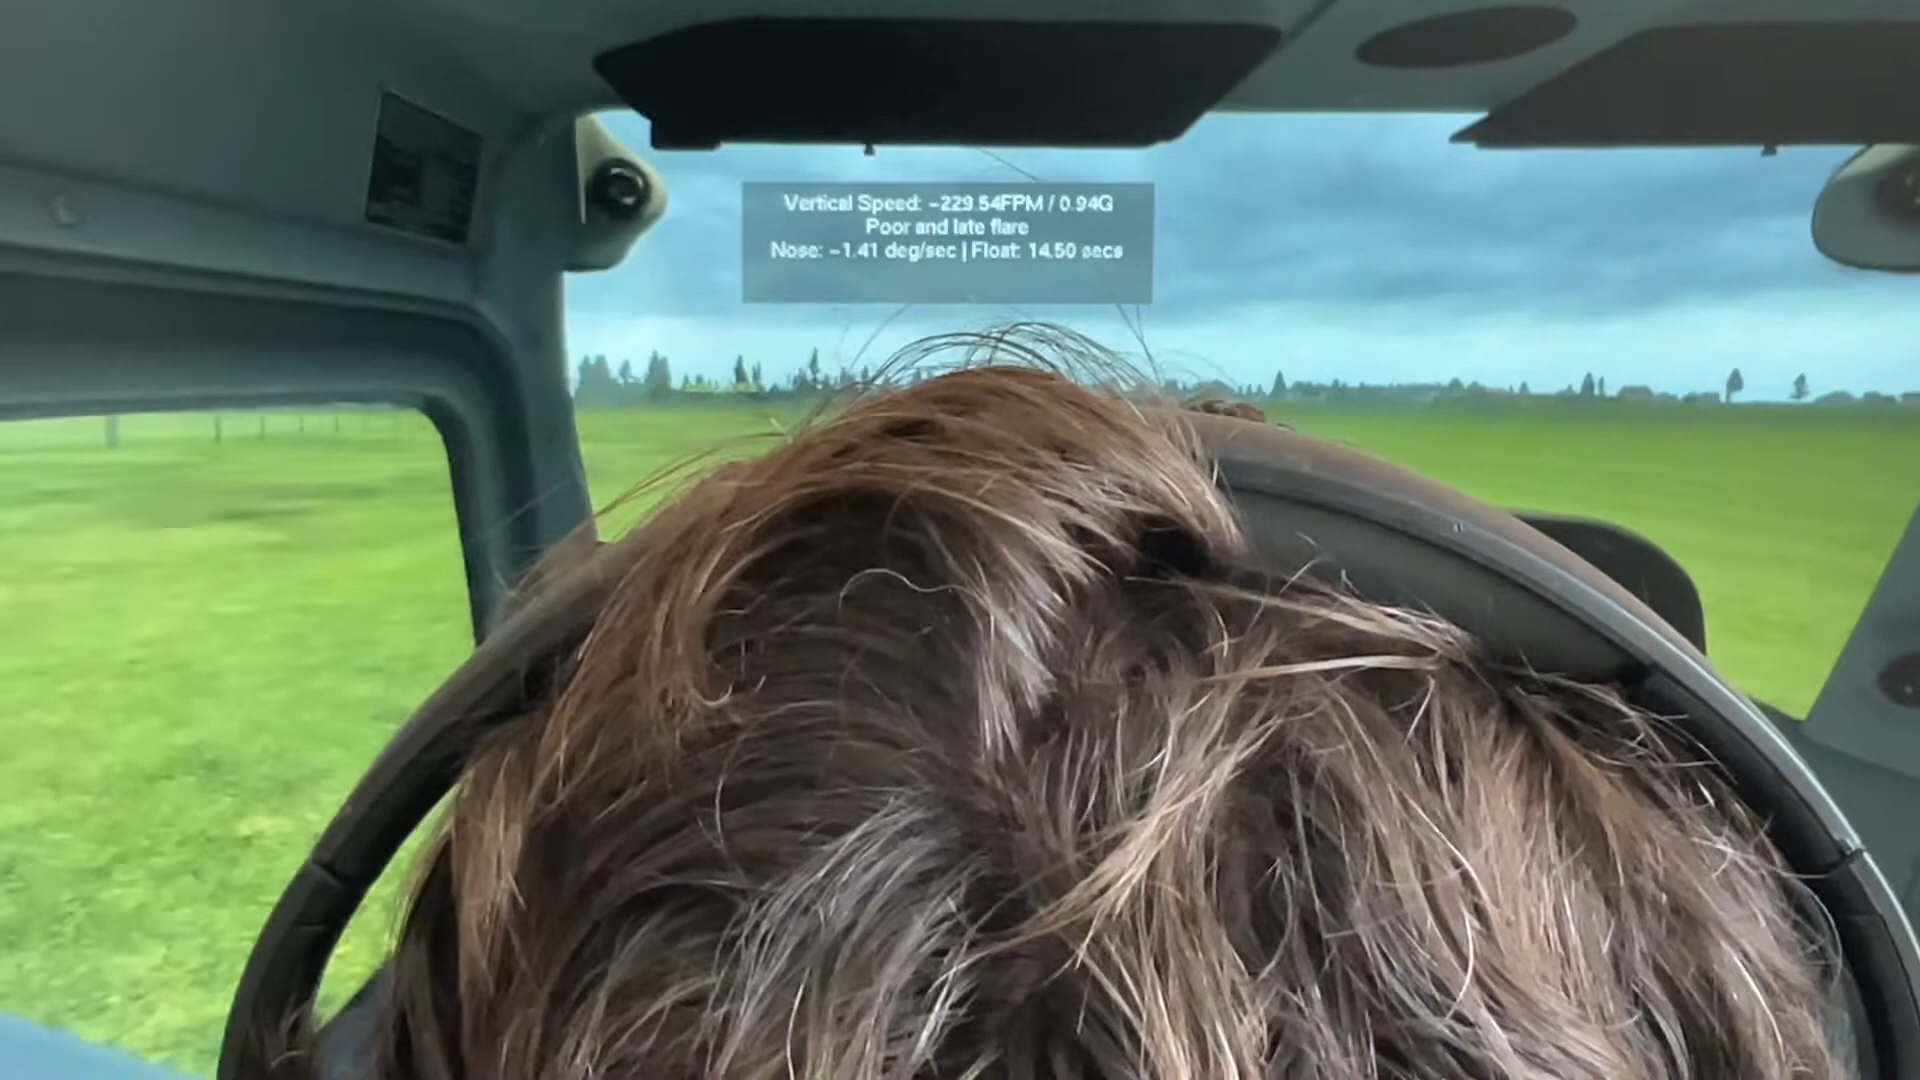 Vertical Speed: -229.54FPM / 0.94G
Poor and late flare
Nose: -1.41 deg/sec | Float: 14.50 secs